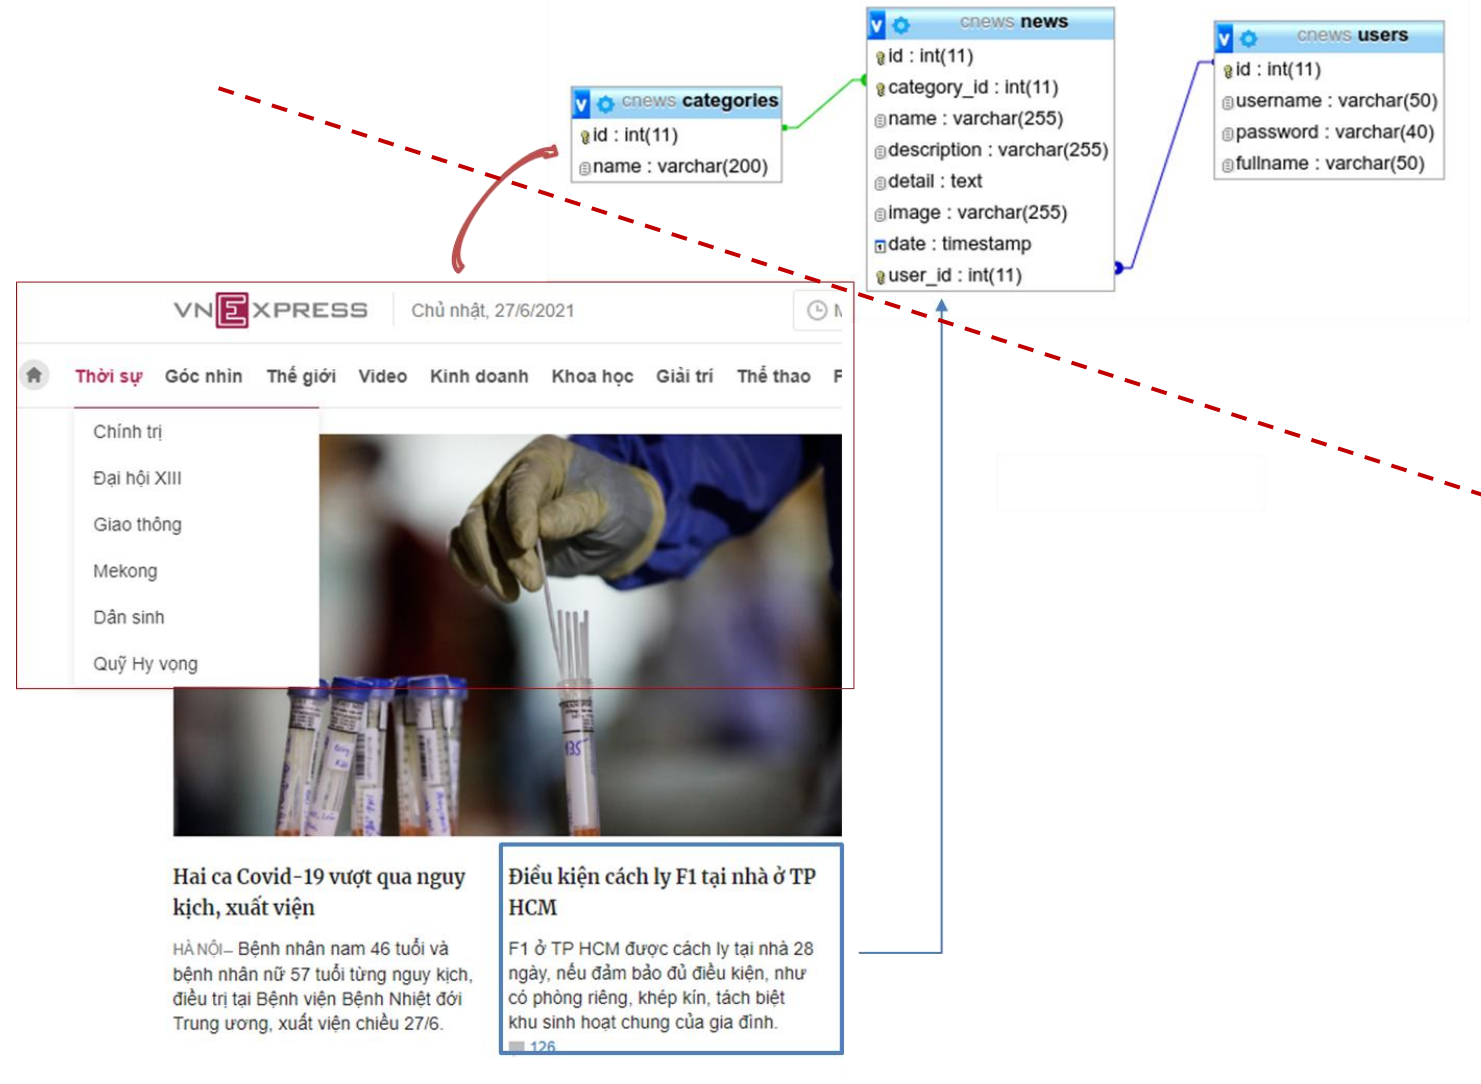 cnews categories
id : int(11)
name : varchar(200)
cnews news
id : int(11)
category_id : int(11)
name : varchar(255)
description : varchar(255)
detail : text
image : varchar(255)
date : timestamp
user_id : int(11)
cnews users
id : int(11)
username : varchar(50)
password : varchar(40)
fullname : varchar(50)
VNEXPRESS
Chủ nhật, 27/6/2021
Thời sự Góc nhìn Thế giới Video Kinh doanh Khoa học Giải trí Thể thao
Chính trị
Đại hội XIII
Giao thông
Mekong
Dân sinh
Quỹ Hy vọng
Hai ca Covid-19 vượt qua nguy
kịch, xuất viện
HÀ NỘI– Bệnh nhân nam 46 tuổi và
bệnh nhân nữ 57 tuổi từng nguy kịch,
điều trị tại Bệnh viện Bệnh Nhiệt đới
Trung ương, xuất viện chiều 27/6.
Điều kiện cách ly F1 tại nhà ở TP
HCM
F1 ở TP HCM được cách ly tại nhà 28
ngày, nếu đảm bảo đủ điều kiện, như
có phòng riêng, khép kín, tách biệt
khu sinh hoạt chung của gia đình.
126